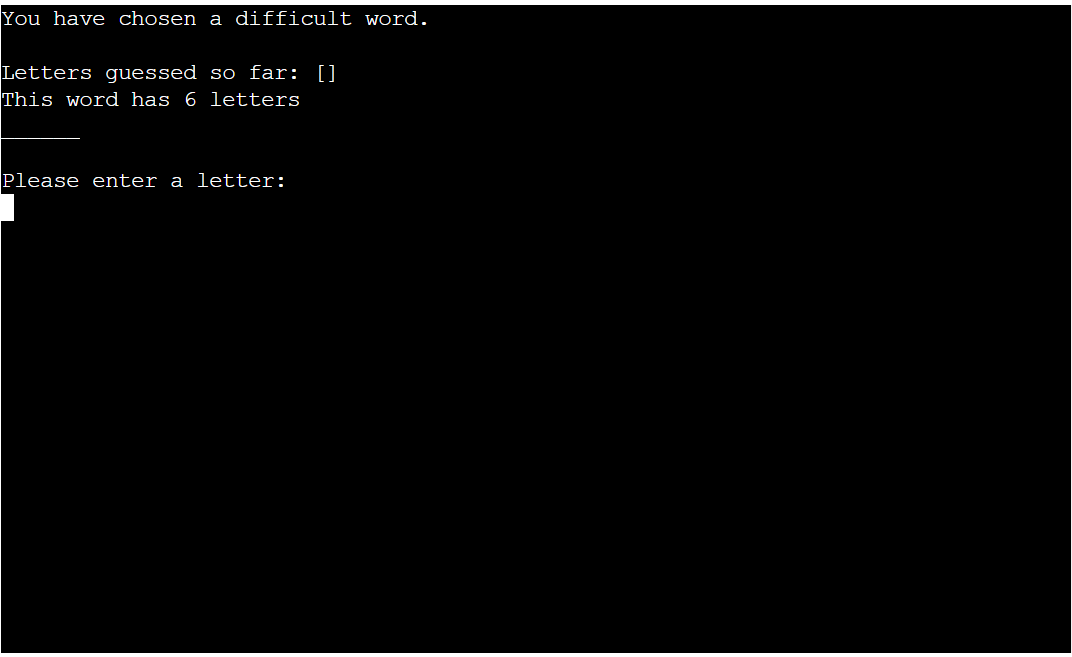 You have chosen a difficult word.
Letters guessed so far: []
This word has 6 letters
______
Please enter a letter: